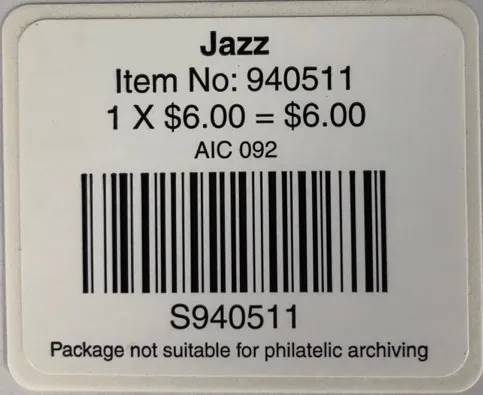 Jazz
Item No: 940511
1 X $6.00 = $6.00
AIC 092
S940511
Package not suitable for philatelic archiving